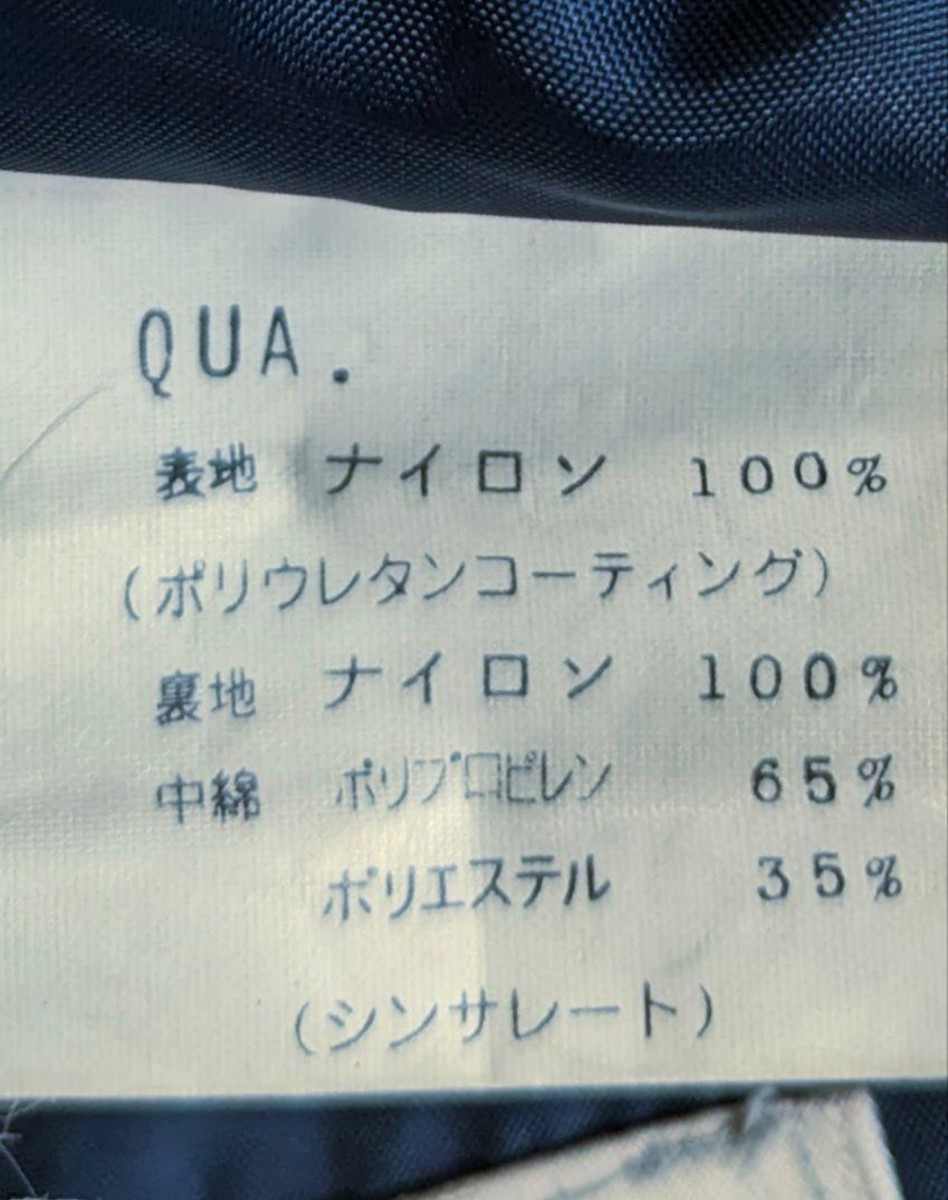 QUA.
表地 ナイロン 100%
(ポリウレタンコーティング)
裏地 ナイロン 100%
中綿 ポリプロピレン 65%
ポリエステル 35%
(シンサレート)